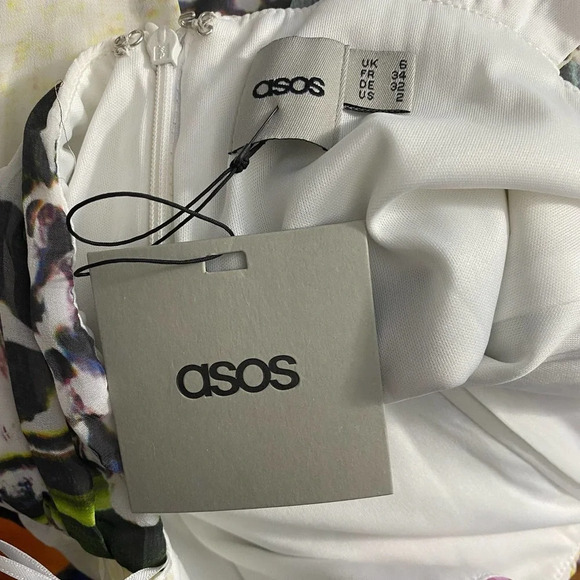 asos
UK 6
FR 34
DE 32
US 2
asos